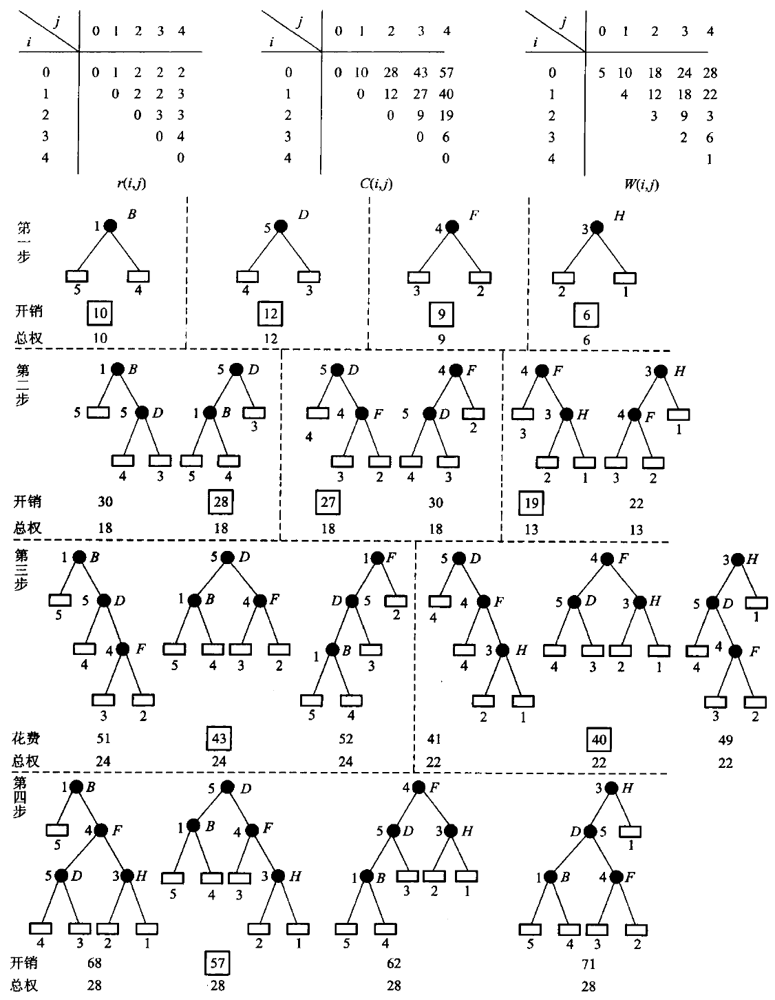 j j j
i 0 1 2 3 4 i 0 1 2 3 4 i 0 1 2 3 4
0 0 1 2 2 2 0 0 10 28 43 57 0 5 10 18 24 28
1 0 2 2 3 1 0 12 27 40 1 4 12 18 22
2 0 3 3 2 0 9 19 2 3 9 3
3 0 4 3 0 6 3 2 6
4 0 4 0 4 1
r(i,j) C(i,j) W(i,j)
第一步
1 B 5 D 4 F 3 H
5 4 4 3 3 2 2 1
开销 10 12 9 6
总权 10 12 9 6
第二步
1 B 5 D 5 D 4 F 4 F 3 H
5 5 D 1 B 3 4 4 F 5 D 2 3 3 H 4 F 1
4 3 5 4 3 2 4 3 2 1 3 2
开销 30 28 27 30 19 22
总权 18 18 18 18 13 13
第三步
1 B 5 D 1 F 5 D 4 F 3 H
5 5 D 1 B 4 F D 5 2 4 4 F 5 D 3 H 5 D 1
4 4 F 5 4 3 2 1 B 3 4 3 H 4 3 2 1 4 4 F
3 2 5 4 2 1 3 2
花费 51 43 52 41 40 49
总权 24 24 24 22 22 22
第四步
1 B 5 D 4 F 3 H
5 4 F 1 B 4 F 5 D 3 H D 5 1
5 D 3 H 5 4 3 3 H 1 B 3 2 1 1 B 4 F
4 3 2 1 2 1 5 4 5 4 3 2
开销 68 57 62 71
总权 28 28 28 28